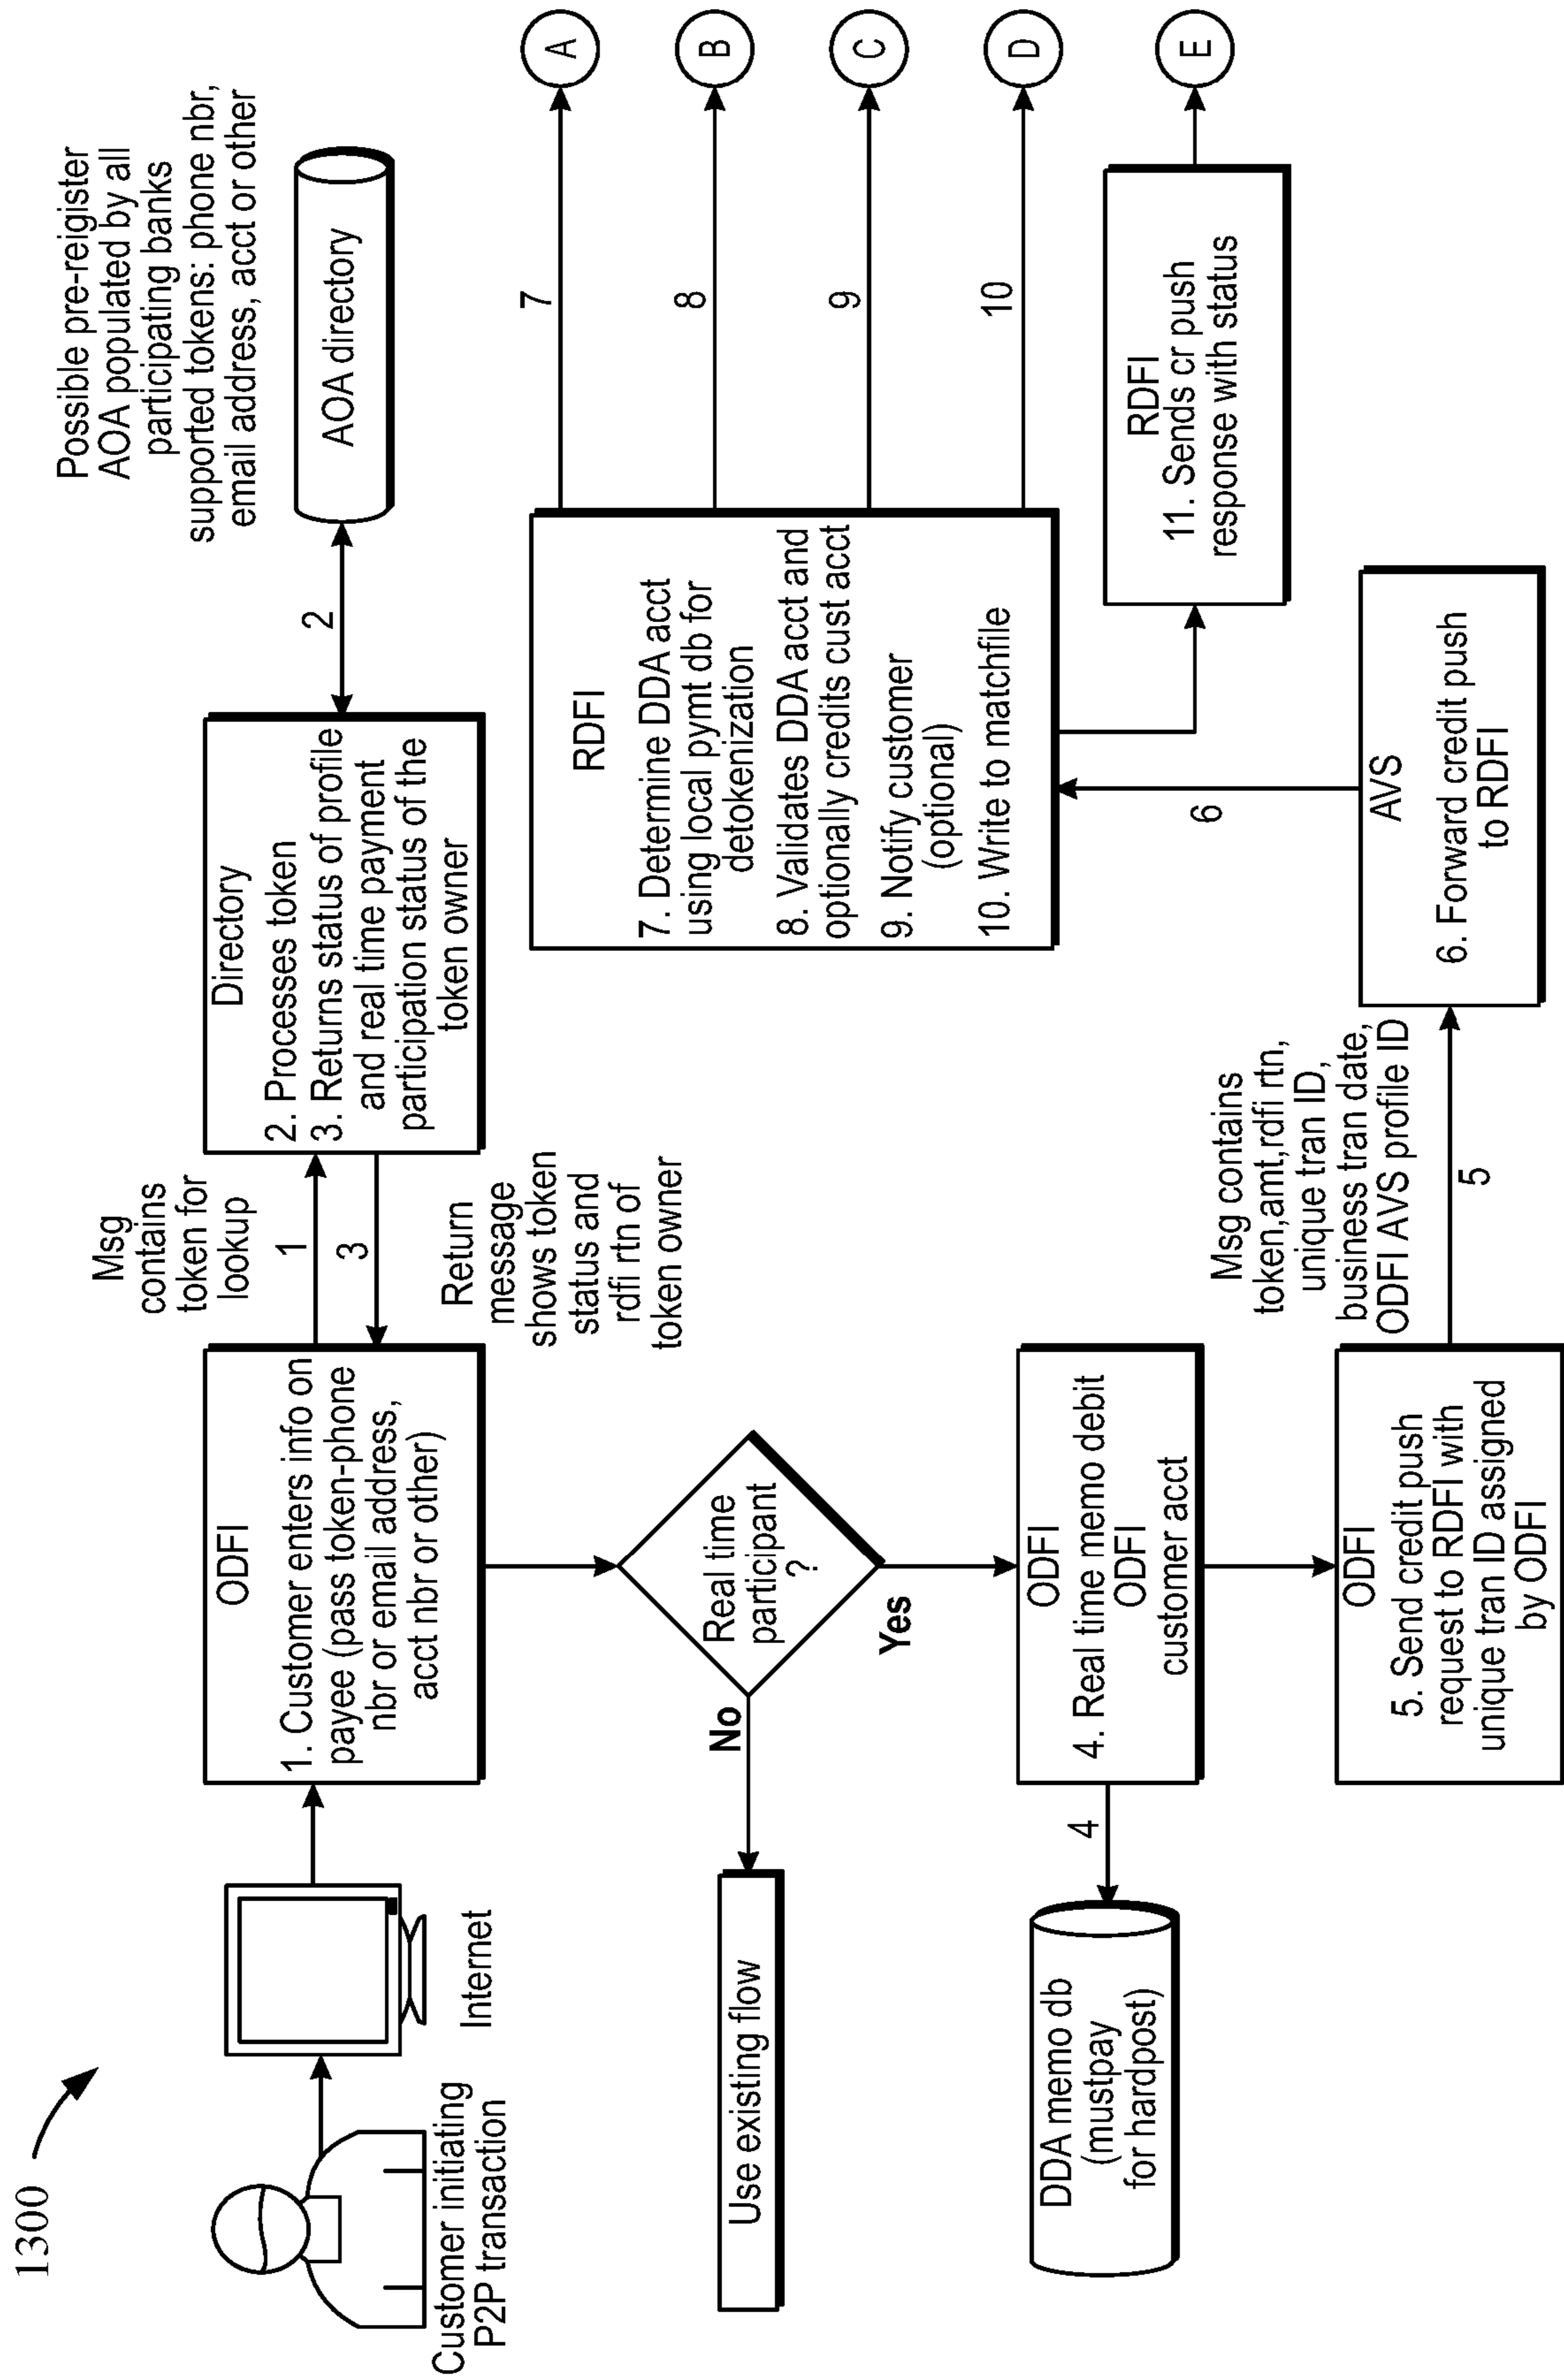 1300
Customer initiating
P2P transaction
Internet
ODFI
1. Customer enters info on
payee (pass token-phone
nbr or email address,
acct nbr or other)
Msg
contains
token for
lookup
1
3
Return
message
shows token
status and
rdfi rtn of
token owner
Directory
2. Processes token
3. Returns status of profile
and real time payment
participation status of the
token owner
2
Possible pre-reigister
AOA populated by all
participating banks
supported tokens: phone nbr,
email address, acct or other
AOA directory
Real time
participant
?
No
Yes
Use existing flow
ODFI
4. Real time memo debit
ODFI
customer acct
4
DDA memo db
(mustpay
for hardpost)
ODFI
5. Send credit push
request to RDFI with
unique tran ID assigned
by ODFI
Msg contains
token,amt,rdfi rtn,
unique tran ID,
business tran date,
ODFI AVS profile ID
5
AVS
6. Forward credit push
to RDFI
6
RDFI
7. Determine DDA acct
using local pymt db for
detokenization
8. Validates DDA acct and
optionally credits cust acct
9. Notify customer
(optional)
10. Write to matchfile
7
A
8
B
9
C
10
D
RDFI
11. Sends cr push
response with status
E